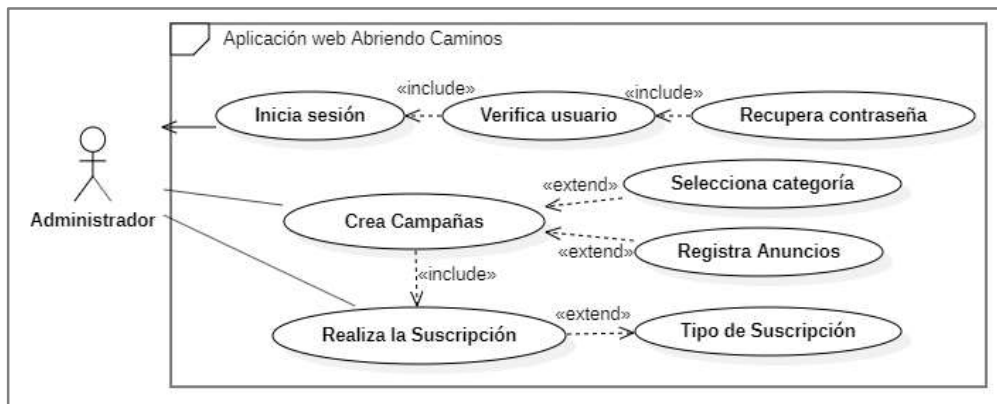 Aplicación web Abriendo Caminos
«include»
«include»
Inicia sesión
Verifica usuario
Recupera contraseña
Administrador
«extend»
Selecciona categoría
Crea Campañas
«extend»
Registra Anuncios
«include»
«extend»
Realiza la Suscripción
Tipo de Suscripción